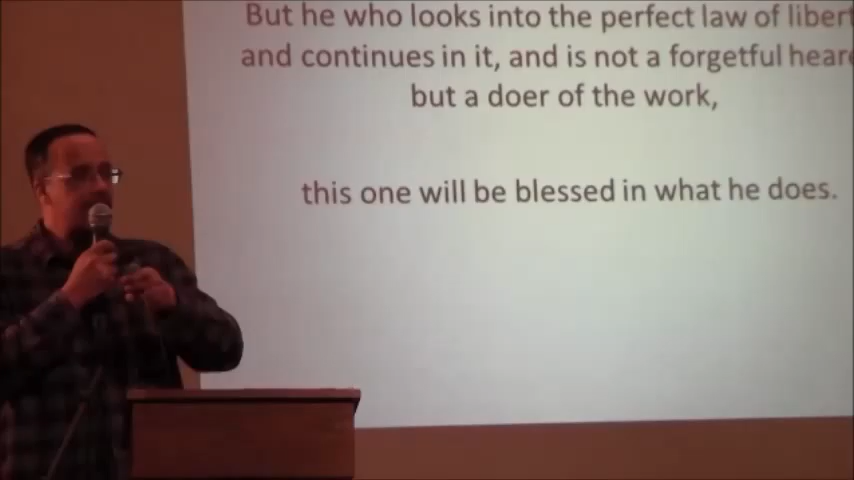 But he who looks into the perfect law of libert
and continues in it, and is not a forgetful heare
but a doer of the work,
this one will be blessed in what he does.